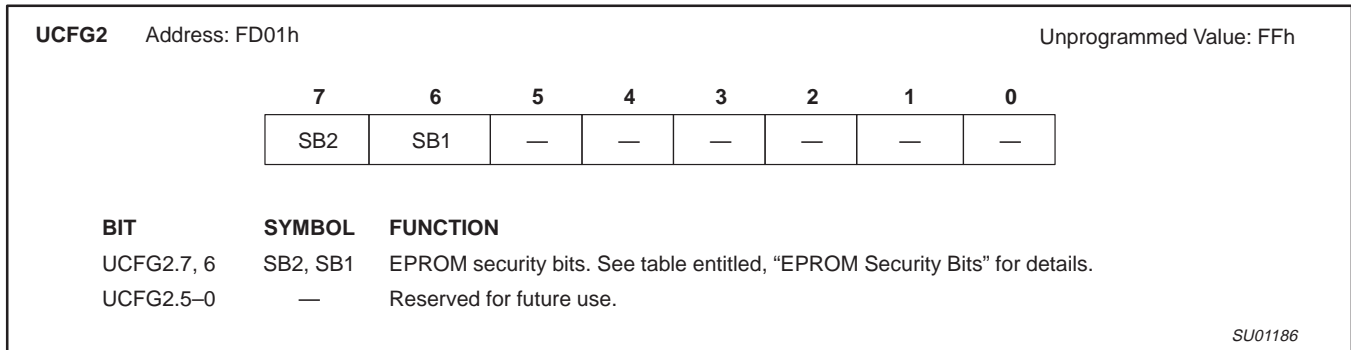 UCFG2 Address: FD01h Unprogrammed Value: FFh
7 6 5 4 3 2 1 0
SB2 SB1 — — — — — —
BIT SYMBOL FUNCTION
UCFG2.7, 6 SB2, SB1 EPROM security bits. See table entitled, “EPROM Security Bits” for details.
UCFG2.5–0 — Reserved for future use.
SU01186